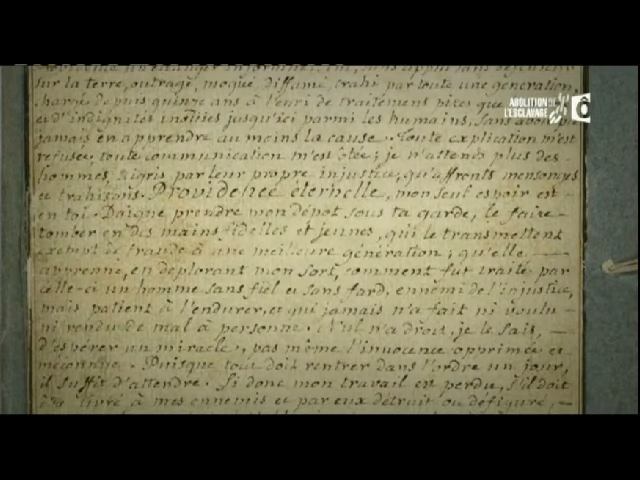 sur la terre, outragé, moqué, diffamé, trahi par toute une génération,
chargé depuis quinze ans à l'envi de traitemens pires que
et d'indignités inouies jusqu'ici parmi les humains, sans avoir pu
jamais en apprendre au moins la cause. Toute explication m'est
refusée, toute communication m'est otée; je n'attends plus des
hommes aigris par leur propre injustice, qu'affronts mensonges
et trahisons. Providence éternelle, mon seul espoir est
en toi. Daigne prendre mon dépot sous ta garde, le faire
tomber en des mains fidelles et jeunes, qui le transmettent
exempt de fraude à une meilleure génération; qu'elle
apprenne, en déplorant mon sort, comment fut traité par
celle-ci un homme sans fiel et sans fard, ennemi de l'injustice,
mais patient à l'endurer, et qui jamais n'a fait ni voulu
ni rendu de mal à personne. Nul n'a droit, je le sais,
d'espérer un miracle, pas même l'innocence opprimée et
méconnue. Puisque tout doit rentrer dans l'ordre un jour,
il suffit d'attendre. Si donc mon travail est perdu, s'il doit
être livré à mes ennemis et par eux détruit ou défiguré,
ABOLITION DE
L'ESCLAVAGE
ô